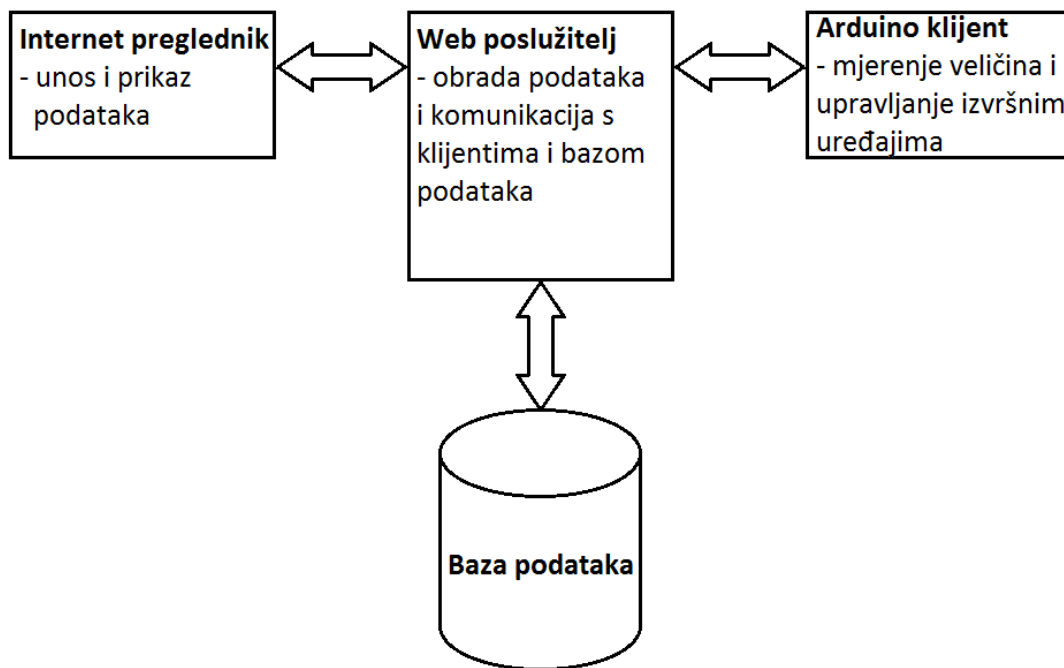 Internet preglednik
- unos i prikaz
podataka
Web poslužitelj
- obrada podataka
i komunikacija s
klijentima i bazom
podataka
Arduino klijent
- mjerenje veličina i
upravljanje izvršnim
uređajima
Baza podataka